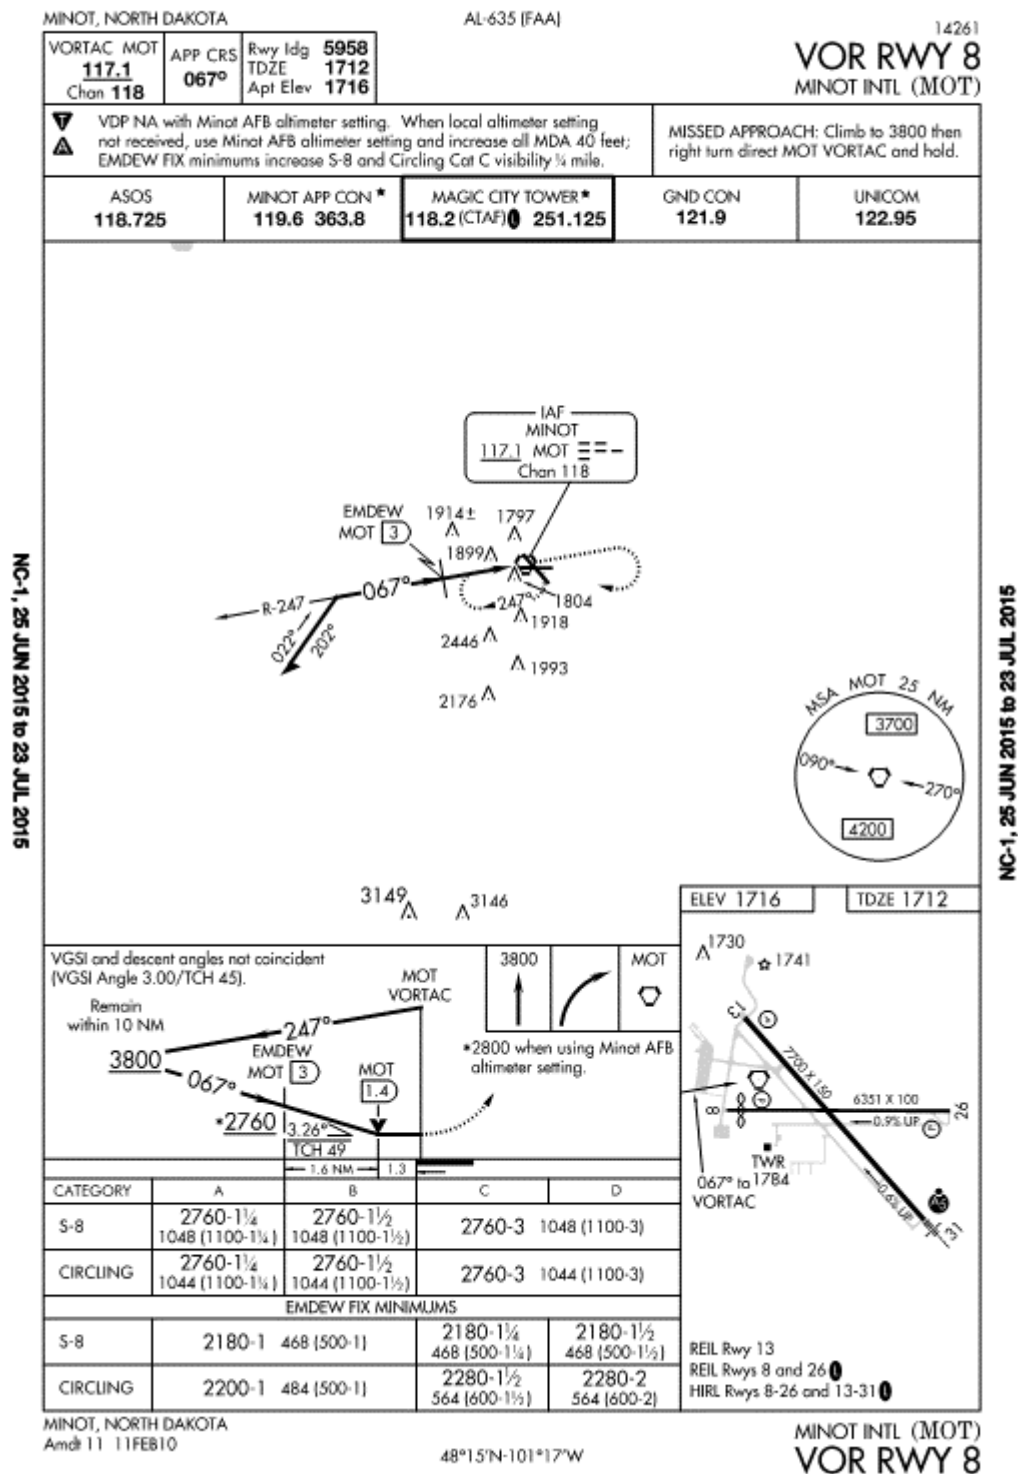 MINOT, NORTH DAKOTA
AL-635 (FAA)
14261
VORTAC MOT
117.1
Chan 118
APP CRS
067°
Rwy ldg 5958
TDZE 1712
Apt Elev 1716
VOR RWY 8
MINOT INTL (MOT)
T
A
VDP NA with Minot AFB altimeter setting. When local altimeter setting
not received, use Minot AFB altimeter setting and increase all MDA 40 feet;
EMDEW FIX minimums increase S-8 and Circling Cat C visibility ¼ mile.
MISSED APPROACH: Climb to 3800 then
right turn direct MOT VORTAC and hold.
ASOS
118.725
MINOT APP CON *
119.6 363.8
MAGIC CITY TOWER *
118.2 (CTAF) L 251.125
GND CON
121.9
UNICOM
122.95
IAF
MINOT
117.1 MOT
Chan 118
EMDEW
MOT 3
1914±
1797
1899
067°
R-247
247°
1804
1918
022°
202°
2446
1993
2176
MSA MOT 25 NM
3700
090°
270°
4200
3149
3146
NC-1, 25 JUN 2015 to 23 JUL 2015
NC-1, 25 JUN 2015 to 23 JUL 2015
ELEV 1716
TDZE 1712
VGSI and descent angles not coincident
(VGSI Angle 3.00/TCH 45).
Remain
within 10 NM
MOT
VORTAC
3800
MOT
247°
3800
067°
EMDEW
MOT 3
MOT
1.4
*2760
3.26°
TCH 49
1.6 NM
1.3
*2800 when using Minot AFB
altimeter setting.
1730
1741
13
7700 X 150
P
P
8
6351 X 100
0.9% UP
26
P
TWR
1784
067° to
VORTAC
0.6% UP
A5
31
CATEGORY A B C D
S-8 2760-1¼ 2760-1½ 2760-3 1048 (1100-3)
1048 (1100-1¼) 1048 (1100-1½)
CIRCLING 2760-1¼ 2760-1½ 2760-3 1044 (1100-3)
1044 (1100-1¼) 1044 (1100-1½)
EMDEW FIX MINIMUMS
S-8 2180-1 468 (500-1) 2180-1¼ 2180-1½
468 (500-1¼) 468 (500-1½)
CIRCLING 2200-1 484 (500-1) 2280-1½ 2280-2
564 (600-1½) 564 (600-2)
REIL Rwy 13
REIL Rwys 8 and 26 L
HIRL Rwys 8-26 and 13-31 L
MINOT, NORTH DAKOTA
Amdt 11 11FEB10
48°15'N-101°17'W
MINOT INTL (MOT)
VOR RWY 8